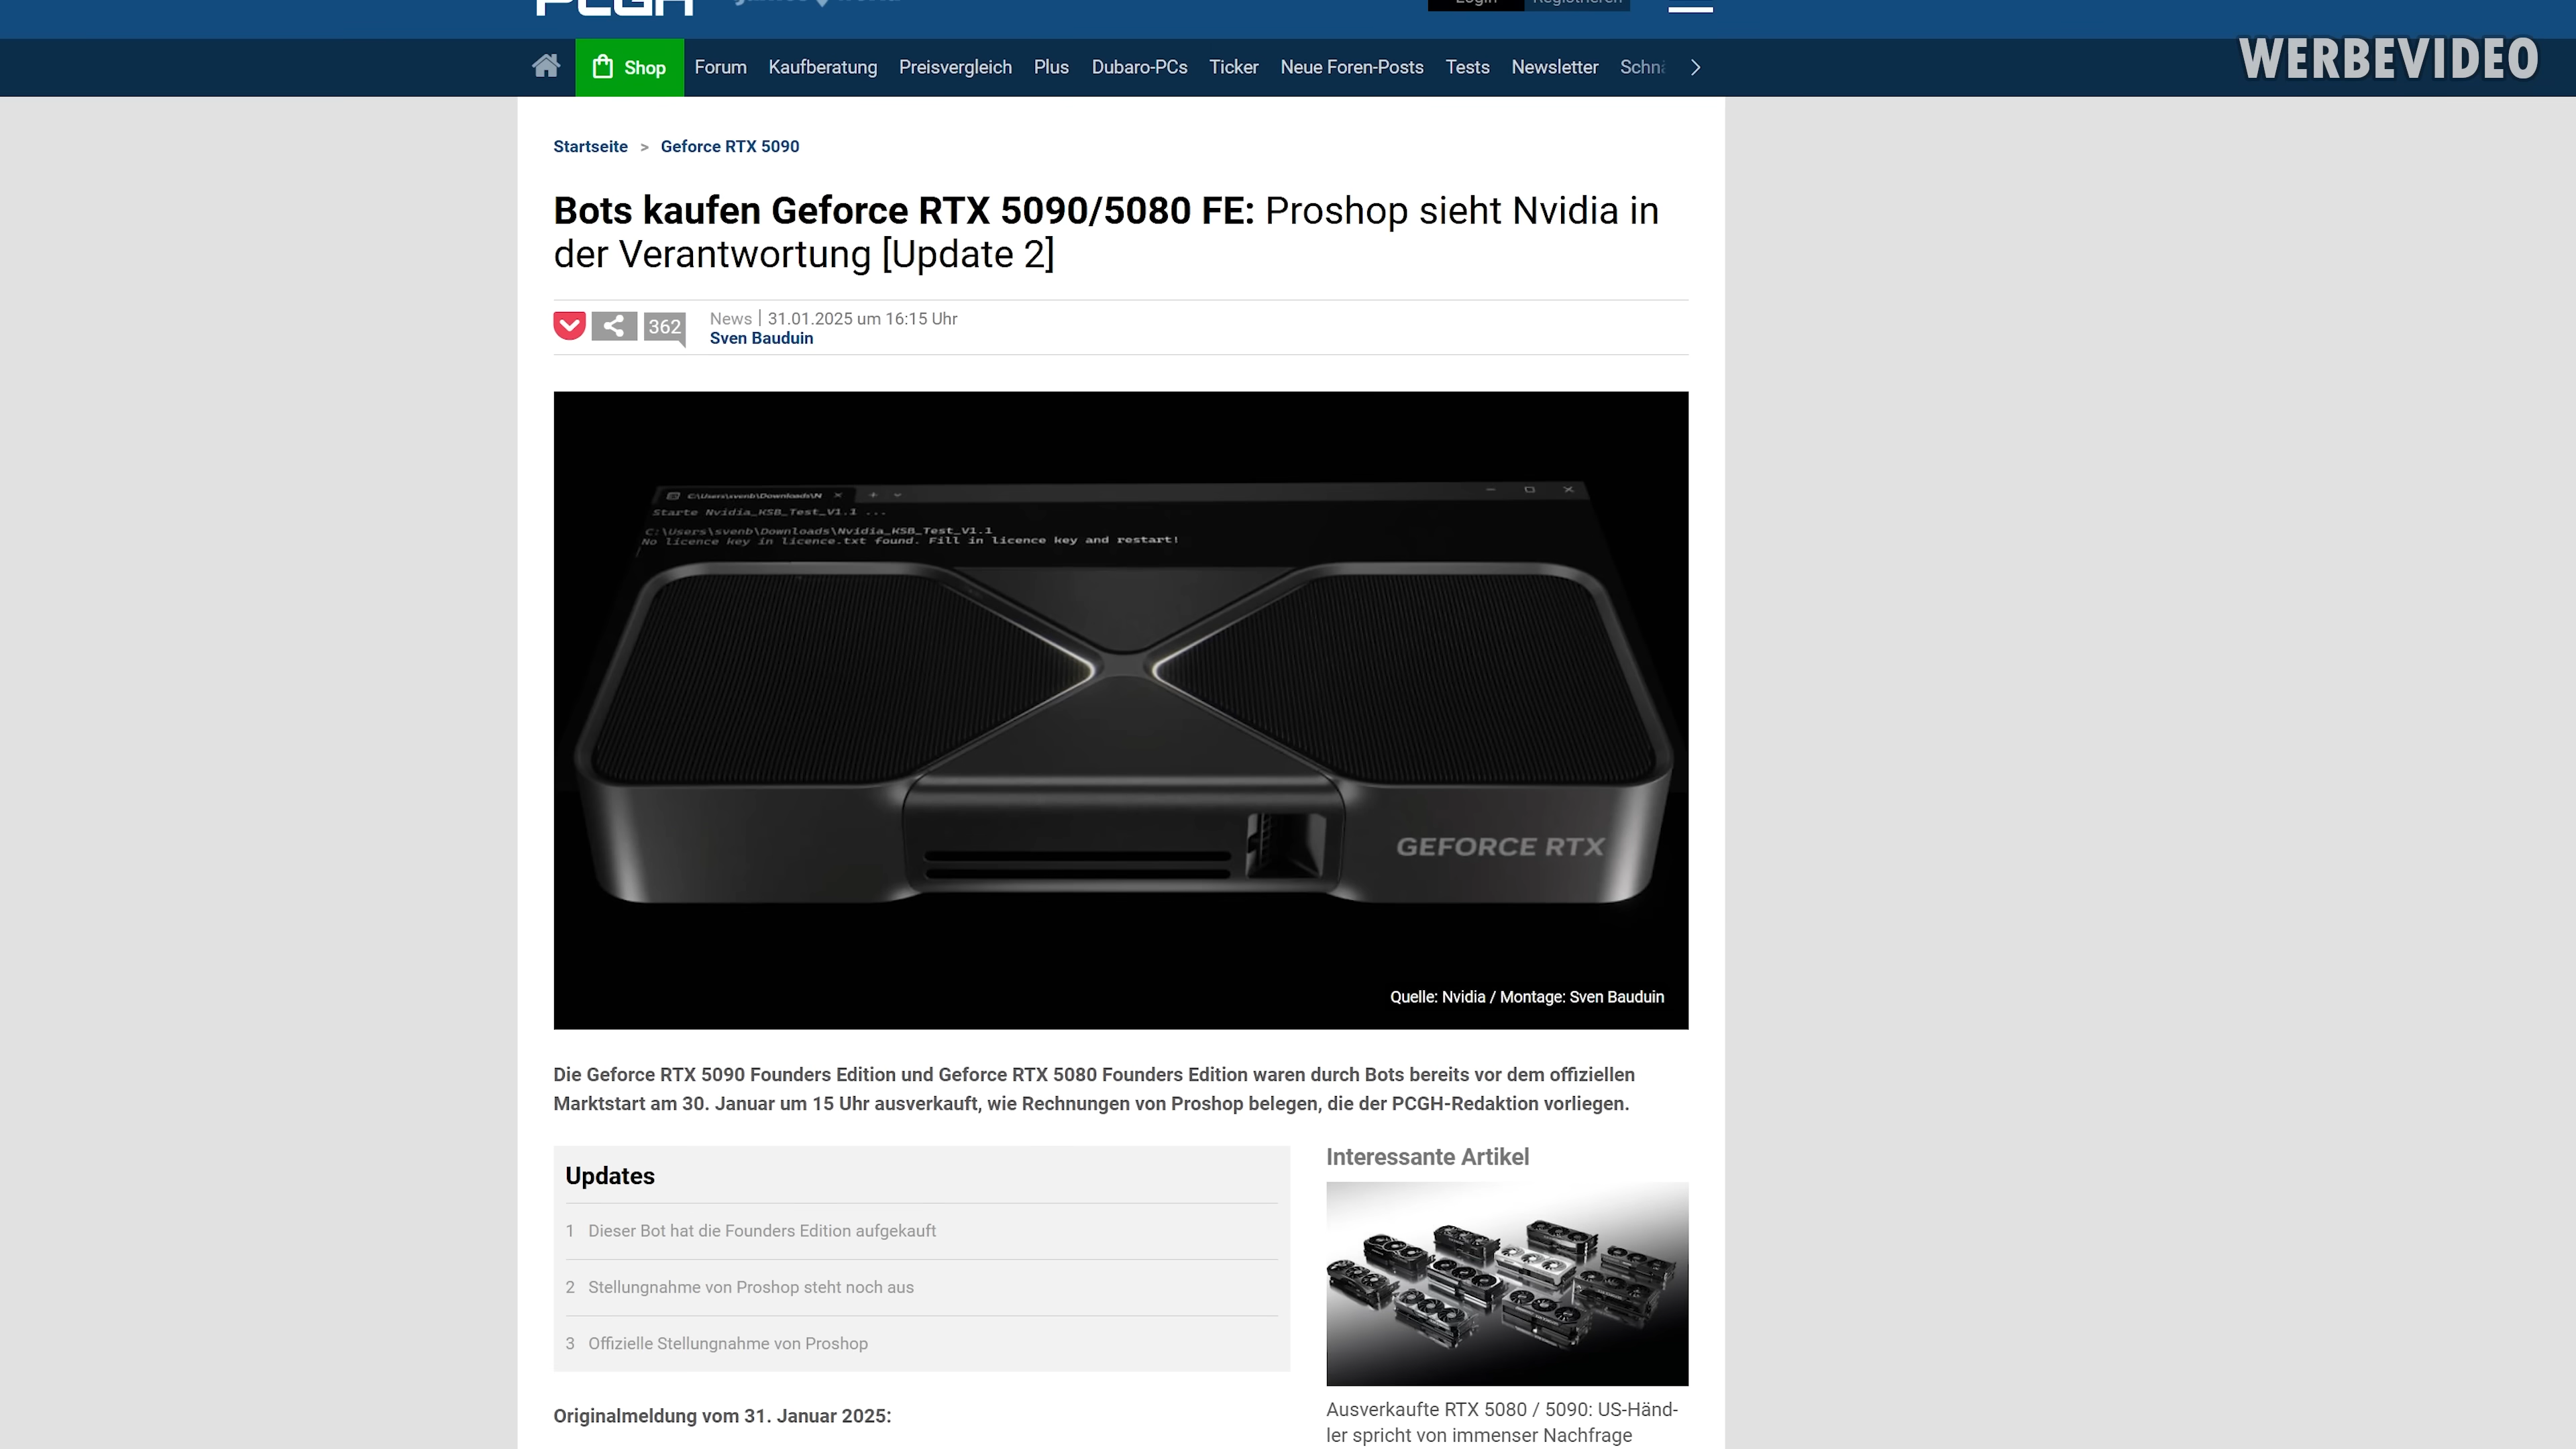 PCGH
Login
Registrieren
WERBEVIDEO
Shop
Forum
Kaufberatung
Preisvergleich
Plus
Dubaro-PCs
Ticker
Neue Foren-Posts
Tests
Newsletter
Startseite > Geforce RTX 5090
Bots kaufen Geforce RTX 5090/5080 FE: Proshop sieht Nvidia in
der Verantwortung [Update 2]
362
News | 31.01.2025 um 16:15 Uhr
Sven Bauduin
C:\Users\svenb\Downloads\N
Starte Nvidia_KSB_Test_V1.1 ...
C:\Users\svenb\Downloads\Nvidia_KSB_Test_V1.1
No licence key in licence.txt found. Fill in licence key and restart!
GEFORCE RTX
Quelle: Nvidia / Montage: Sven Bauduin
Die Geforce RTX 5090 Founders Edition und Geforce RTX 5080 Founders Edition waren durch Bots bereits vor dem offiziellen
Marktstart am 30. Januar um 15 Uhr ausverkauft, wie Rechnungen von Proshop belegen, die der PCGH-Redaktion vorliegen.
Updates
1 Dieser Bot hat die Founders Edition aufgekauft
2 Stellungnahme von Proshop steht noch aus
3 Offizielle Stellungnahme von Proshop
Originalmeldung vom 31. Januar 2025:
Interessante Artikel
Ausverkaufte RTX 5080 / 5090: US-Händ-
ler spricht von immenser Nachfrage